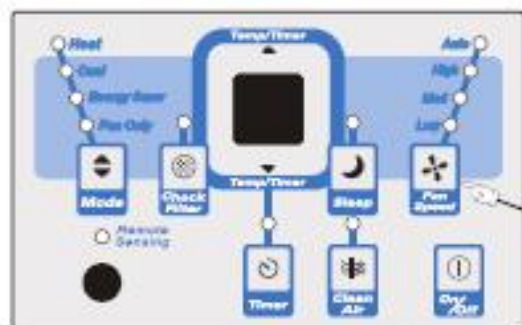 Temp/Timer
Heat
Cool
Energy Saver
Fan Only
Auto
High
Med
Low
Temp/Timer
Mode
Check
Filter
Sleep
Fan
Speed
Remote
Sensing
Timer
Clean
Air
On/
/Off